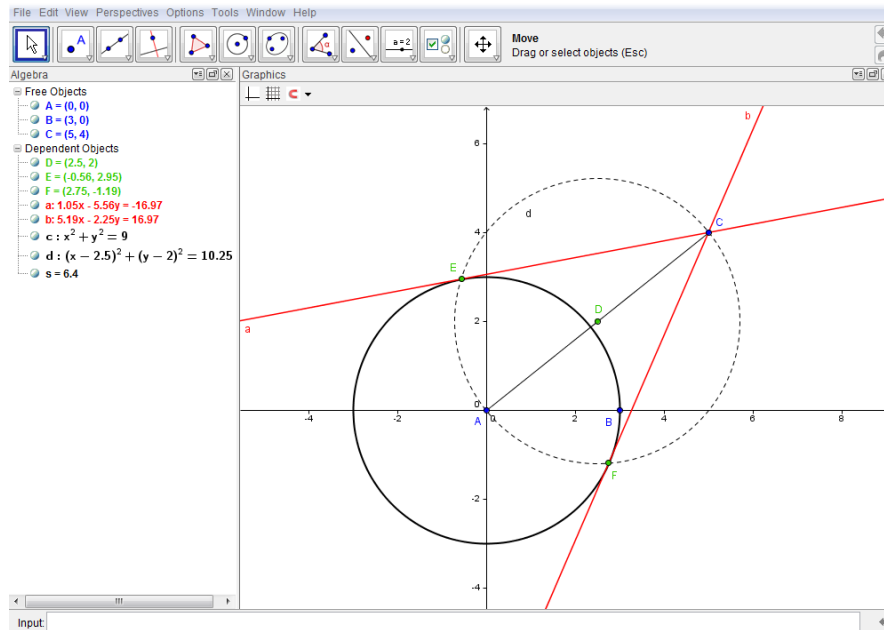 File Edit View Perspectives Options Tools Window Help
A
α
a=2
Move
Drag or select objects (Esc)
Algebra
Graphics
Free Objects
A = (0, 0)
B = (3, 0)
C = (5, 4)
Dependent Objects
D = (2.5, 2)
E = (-0.56, 2.95)
F = (2.75, -1.19)
a: 1.05x - 5.56y = -16.97
b: 5.19x - 2.25y = 16.97
c : x² + y² = 9
d : (x − 2.5)² + (y − 2)² = 10.25
s = 6.4
b
6
d
C
4
E
D
a
2
0
A
B
-4
-2
0
2
4
6
8
F
-2
-4
Input: